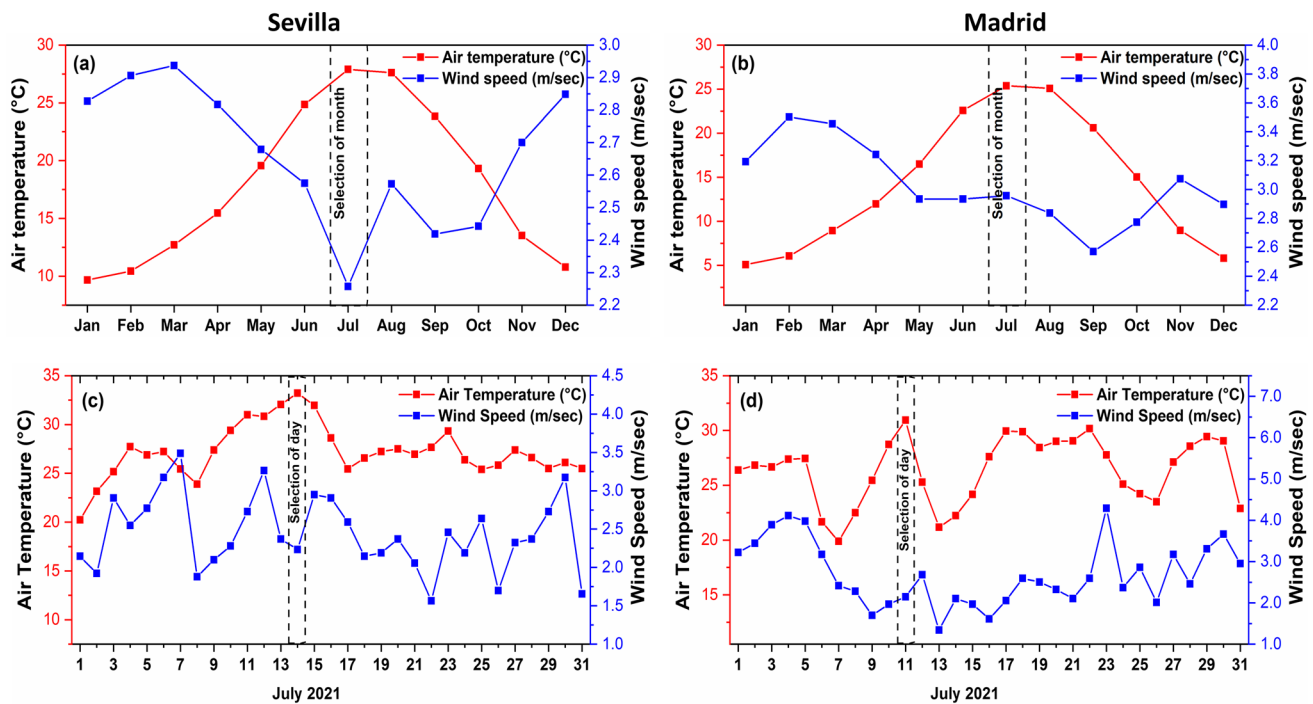 Sevilla
Madrid
(a)
Air temperature (°C)
Wind speed (m/sec)
Selection of month
Air temperature (°C)
30
25
20
15
10
Wind speed (m/sec)
3.0
2.9
2.8
2.7
2.6
2.5
2.4
2.3
2.2
Jan Feb Mar Apr May Jun Jul Aug Sep Oct Nov Dec
(b)
Air temperature (°C)
Wind speed (m/sec)
Selection of month
Air temperature (°C)
30
25
20
15
10
5
Wind speed (m/sec)
4.0
3.8
3.6
3.4
3.2
3.0
2.8
2.6
2.4
2.2
Jan Feb Mar Apr May Jun Jul Aug Sep Oct Nov Dec
(c)
Air Temperature (°C)
Wind Speed (m/sec)
Selection of day
Air Temperature (°C)
35
30
25
20
15
10
Wind Speed (m/sec)
4.5
4.0
3.5
3.0
2.5
2.0
1.5
1.0
1 3 5 7 9 11 13 15 17 19 21 23 25 27 29 31
July 2021
(d)
Air Temperature (°C)
Wind Speed (m/sec)
Selection of day
Air Temperature (°C)
35
30
25
20
15
Wind Speed (m/sec)
7.0
6.0
5.0
4.0
3.0
2.0
1.0
1 3 5 7 9 11 13 15 17 19 21 23 25 27 29 31
July 2021